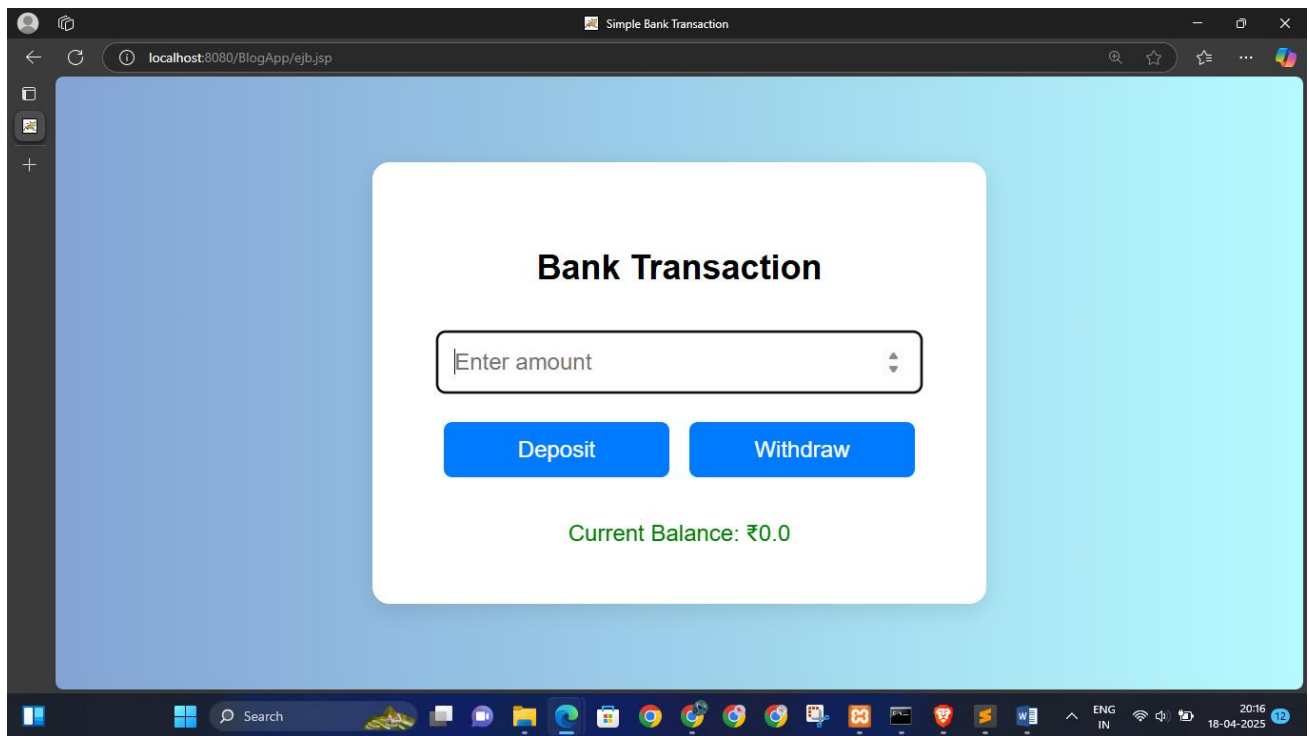 Simple Bank Transaction
localhost:8080/BlogApp/ejb.jsp
Bank Transaction
Enter amount
Deposit Withdraw
Current Balance: ₹0.0
Search
ENG
IN
20:16
18-04-2025
12